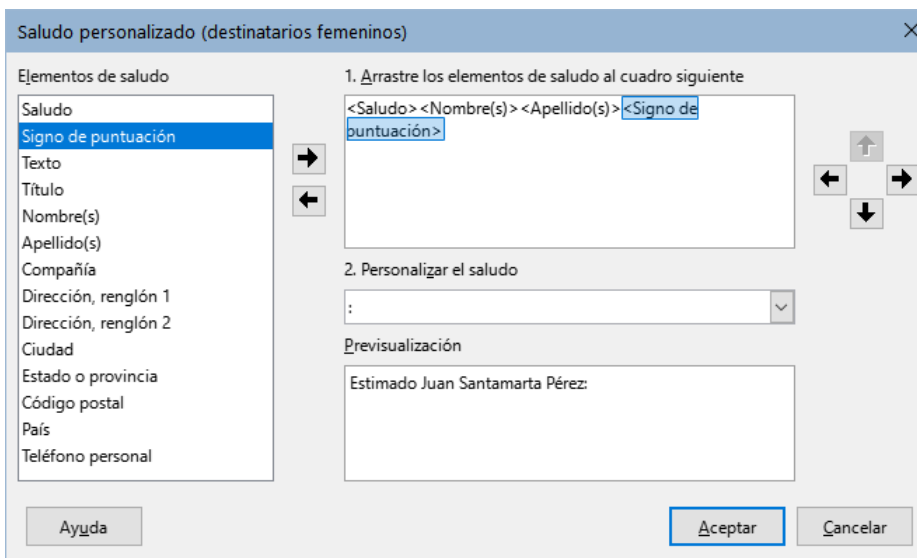 Saludo personalizado (destinatarios femeninos)
Elementos de saludo
Saludo
Signo de puntuación
Texto
Título
Nombre(s)
Apellido(s)
Compañía
Dirección, renglón 1
Dirección, renglón 2
Ciudad
Estado o provincia
Código postal
País
Teléfono personal
1. Arrastre los elementos de saludo al cuadro siguiente
<Saludo><Nombre(s)><Apellido(s)><Signo de
puntuación>
2. Personalizar el saludo
:
Previsualización
Estimado Juan Santamarta Pérez:
Ayuda
Aceptar
Cancelar